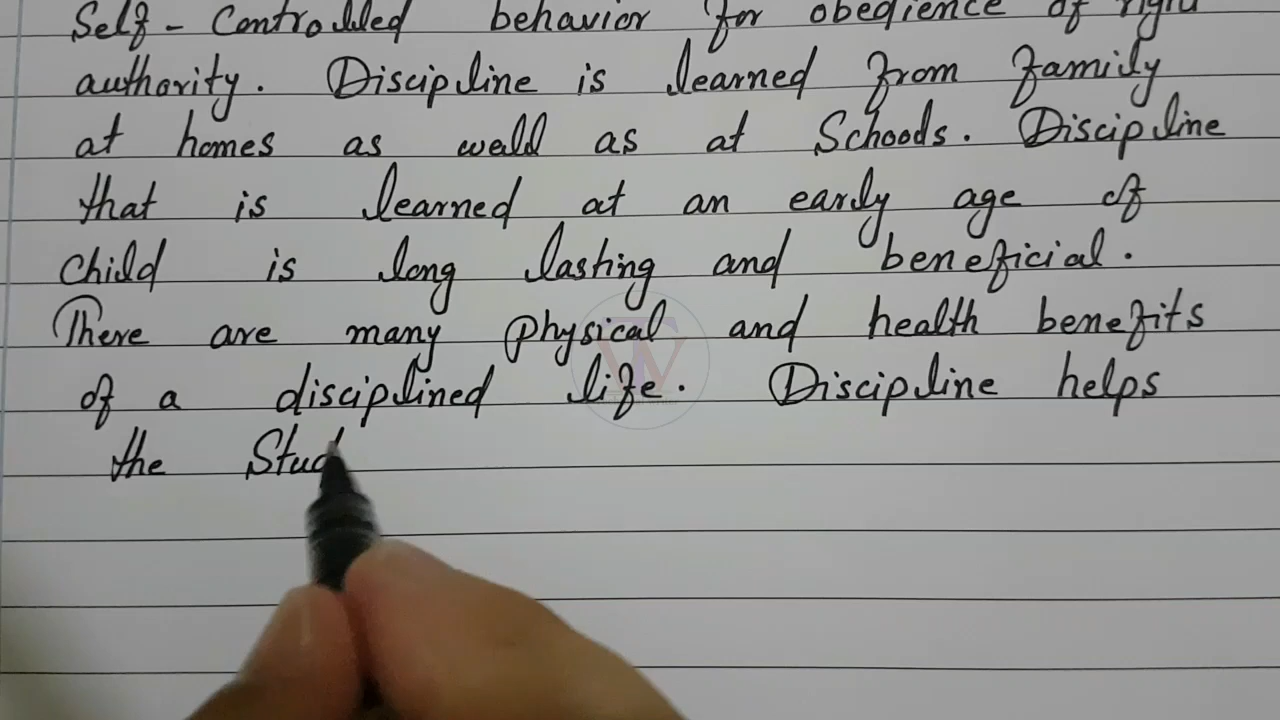 Self-Controlled behavior for obedience of rigid
authority. Discipline is learned from family
at homes as well as at Schools. Discipline
that is learned at an early age of
Child is long lasting and beneficial.
There are many physical and health benefits
of a disciplined life. Discipline helps
the Stud